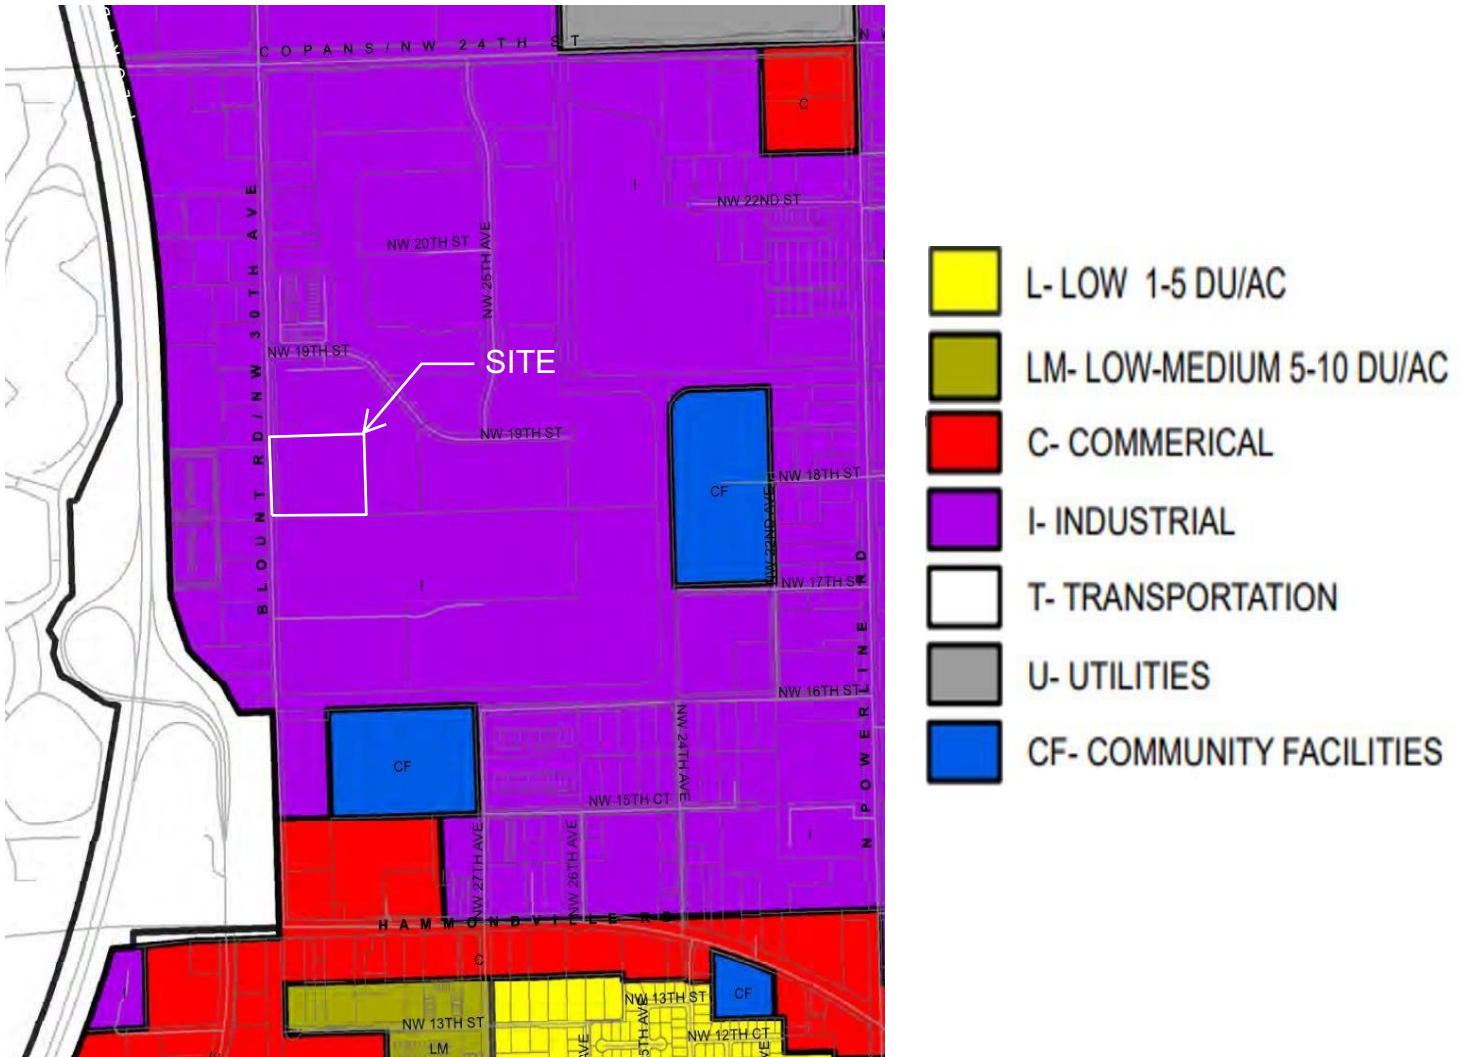 COPANS/NW 24TH ST
C
I
NW 22ND ST
BLOUNT RD/NW 30TH AVE
NW 20TH ST
NW 25TH AVE
NW 19TH ST
SITE
NW 19TH ST
CF
NW 18TH ST
NW 22ND AVE
NW 17TH ST
I
N POWERLINE RD
NW 16TH ST
CF
NW 24TH AVE
NW 15TH CT
I
NW 27TH AVE
NW 26TH AVE
C
I
CF
NW 13TH ST
NW 13TH ST
NW 12TH CT
LM
L- LOW 1-5 DU/AC
LM- LOW-MEDIUM 5-10 DU/AC
C- COMMERICAL
I- INDUSTRIAL
T- TRANSPORTATION
U- UTILITIES
CF- COMMUNITY FACILITIES